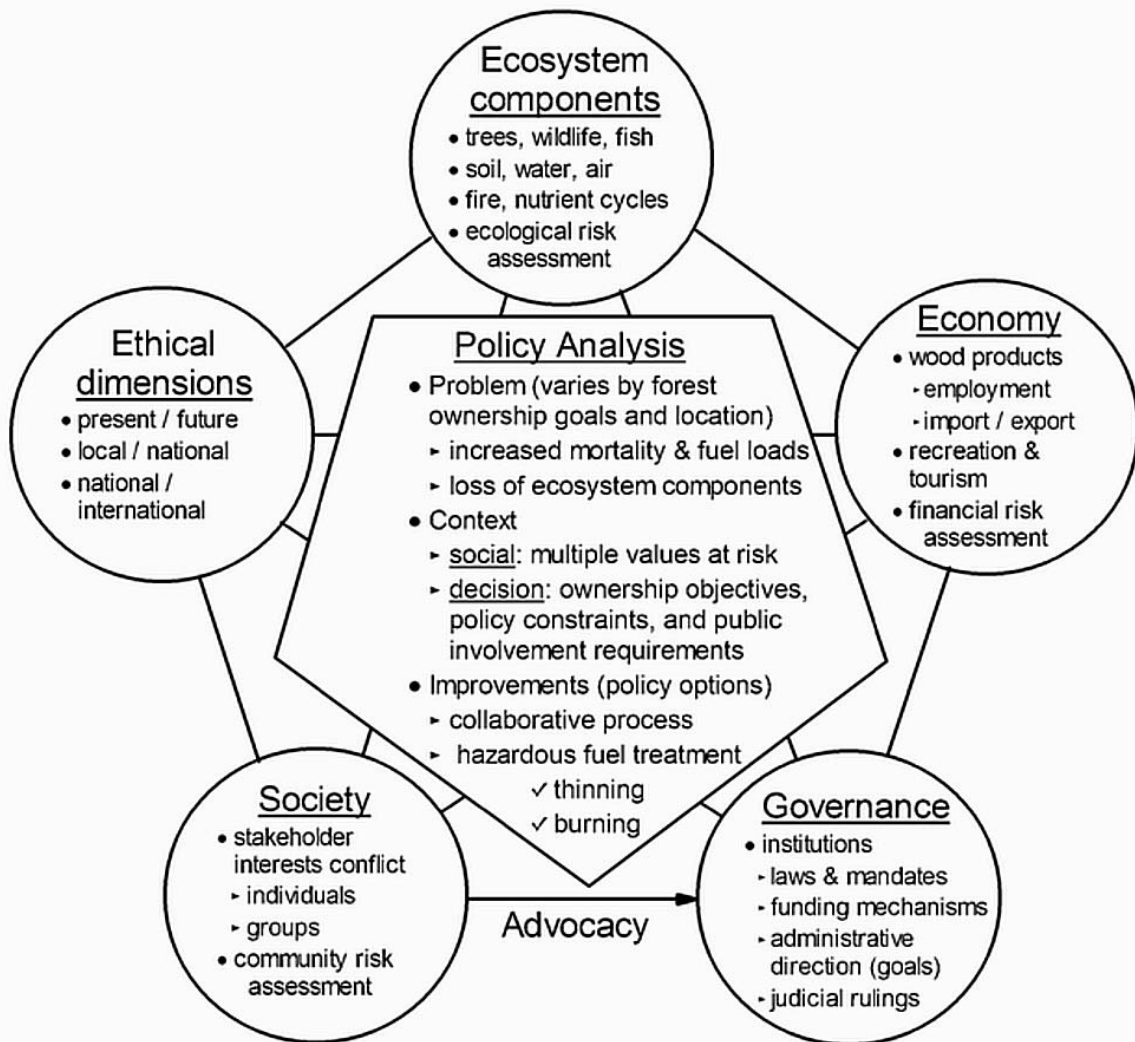 Ecosystem
components
• trees, wildlife, fish
• soil, water, air
• fire, nutrient cycles
• ecological risk
assessment
Ethical
dimensions
• present / future
• local / national
• national /
international
Policy Analysis
• Problem (varies by forest
ownership goals and location)
► increased mortality & fuel loads
► loss of ecosystem components
• Context
► social: multiple values at risk
► decision: ownership objectives,
policy constraints, and public
involvement requirements
• Improvements (policy options)
► collaborative process
► hazardous fuel treatment
✓ thinning
✓ burning
Economy
• wood products
► employment
► import / export
• recreation &
tourism
• financial risk
assessment
Society
• stakeholder
interests conflict
► individuals
► groups
• community risk
assessment
Advocacy
Governance
• institutions
► laws & mandates
► funding mechanisms
► administrative
direction (goals)
► judicial rulings